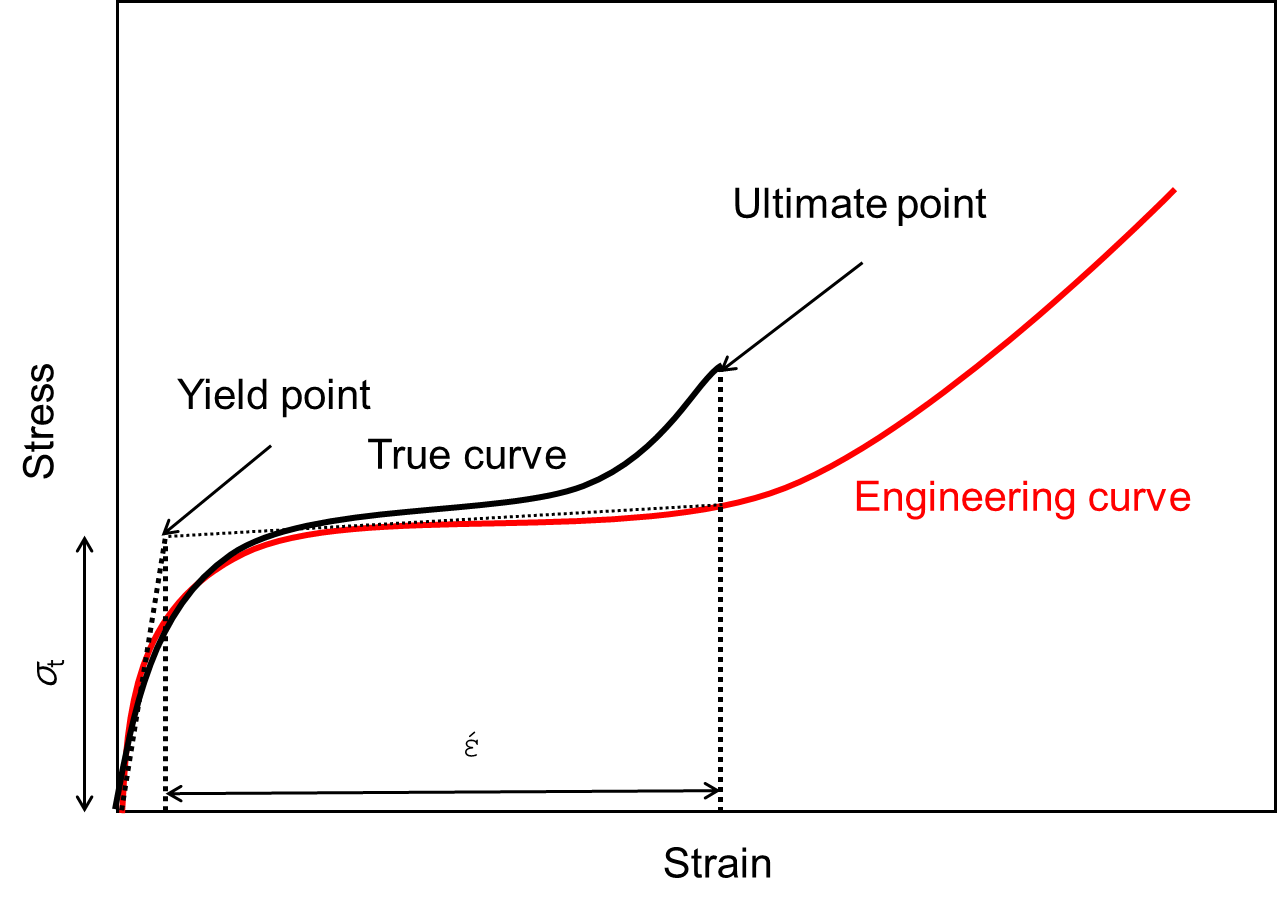 Ultimate point
Yield point
True curve
Engineering curve
Stress
σt
έ
Strain